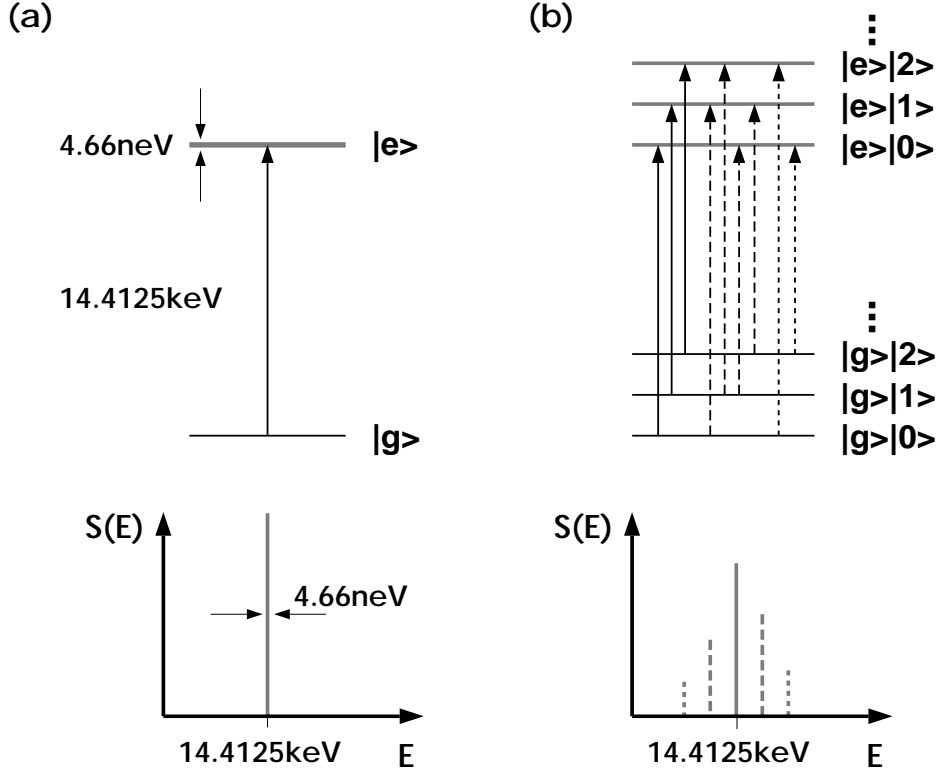 (a)
4.66neV
|e>
14.4125keV
|g>
S(E)
4.66neV
14.4125keV
E
(b)
⋮
|e>|2>
|e>|1>
|e>|0>
⋮
|g>|2>
|g>|1>
|g>|0>
S(E)
14.4125keV
E